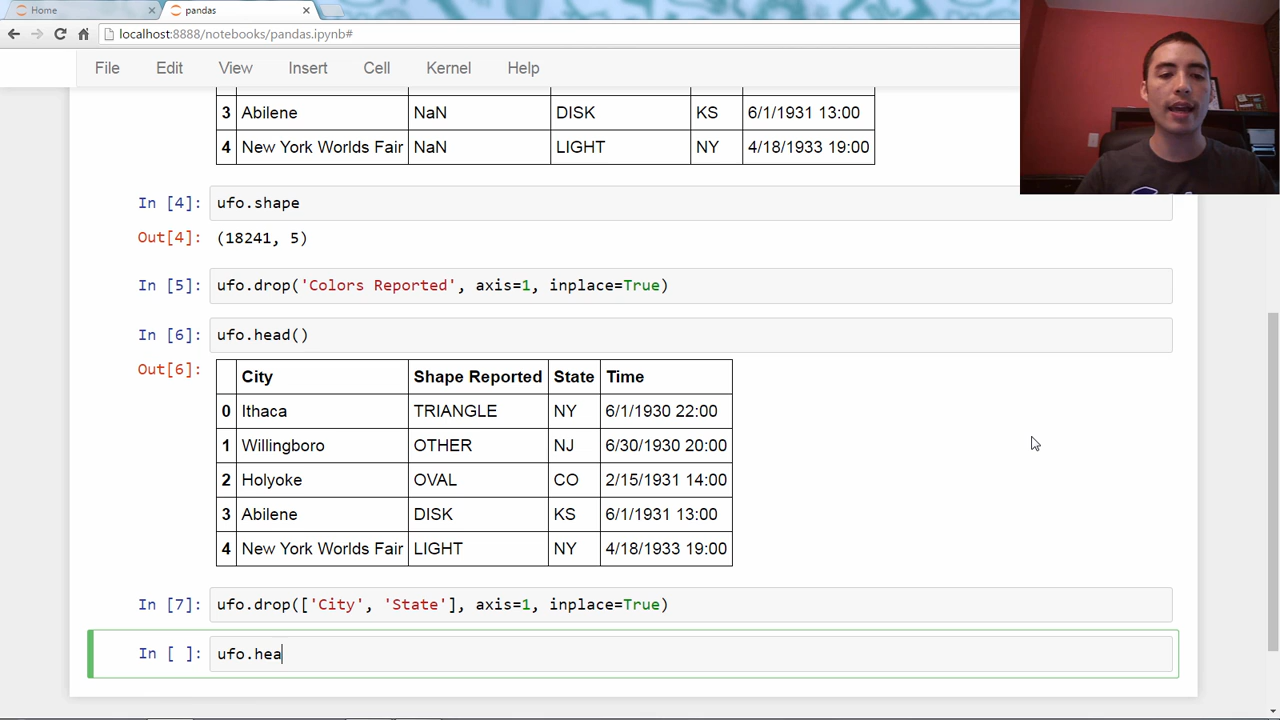 Home
pandas
localhost:8888/notebooks/pandas.ipynb#
File Edit View Insert Cell Kernel Help
3 Abilene NaN DISK KS 6/1/1931 13:00
4 New York Worlds Fair NaN LIGHT NY 4/18/1933 19:00
In [4]: ufo.shape
Out[4]: (18241, 5)
In [5]: ufo.drop('Colors Reported', axis=1, inplace=True)
In [6]: ufo.head()
Out[6]:
City Shape Reported State Time
0 Ithaca TRIANGLE NY 6/1/1930 22:00
1 Willingboro OTHER NJ 6/30/1930 20:00
2 Holyoke OVAL CO 2/15/1931 14:00
3 Abilene DISK KS 6/1/1931 13:00
4 New York Worlds Fair LIGHT NY 4/18/1933 19:00
In [7]: ufo.drop(['City', 'State'], axis=1, inplace=True)
In [ ]: ufo.hea